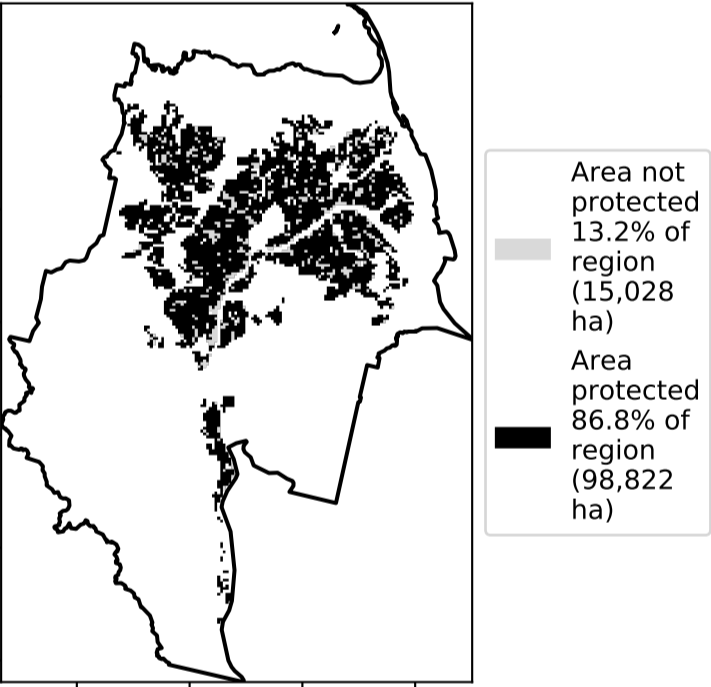 Area not
protected
13.2% of
region
(15,028
ha)
Area
protected
86.8% of
region
(98,822
ha)